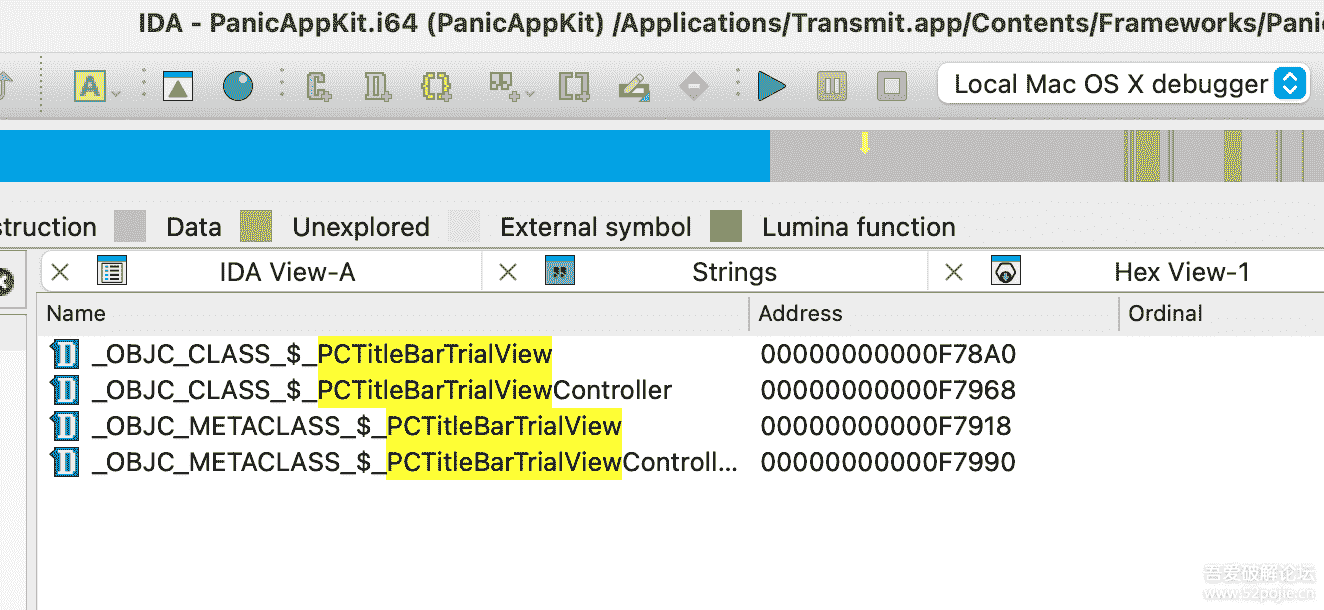 IDA - PanicAppKit.i64 (PanicAppKit) /Applications/Transmit.app/Contents/Frameworks/Pani
A
Local Mac OS X debugger
struction Data Unexplored External symbol Lumina function
IDA View-A Strings Hex View-1
Name Address Ordinal
_OBJC_CLASS_$_PCTitleBarTrialView 00000000000F78A0
_OBJC_CLASS_$_PCTitleBarTrialViewController 00000000000F7968
_OBJC_METACLASS_$_PCTitleBarTrialView 00000000000F7918
_OBJC_METACLASS_$_PCTitleBarTrialViewControll... 00000000000F7990
吾爱破解论坛
www.52pojie.cn